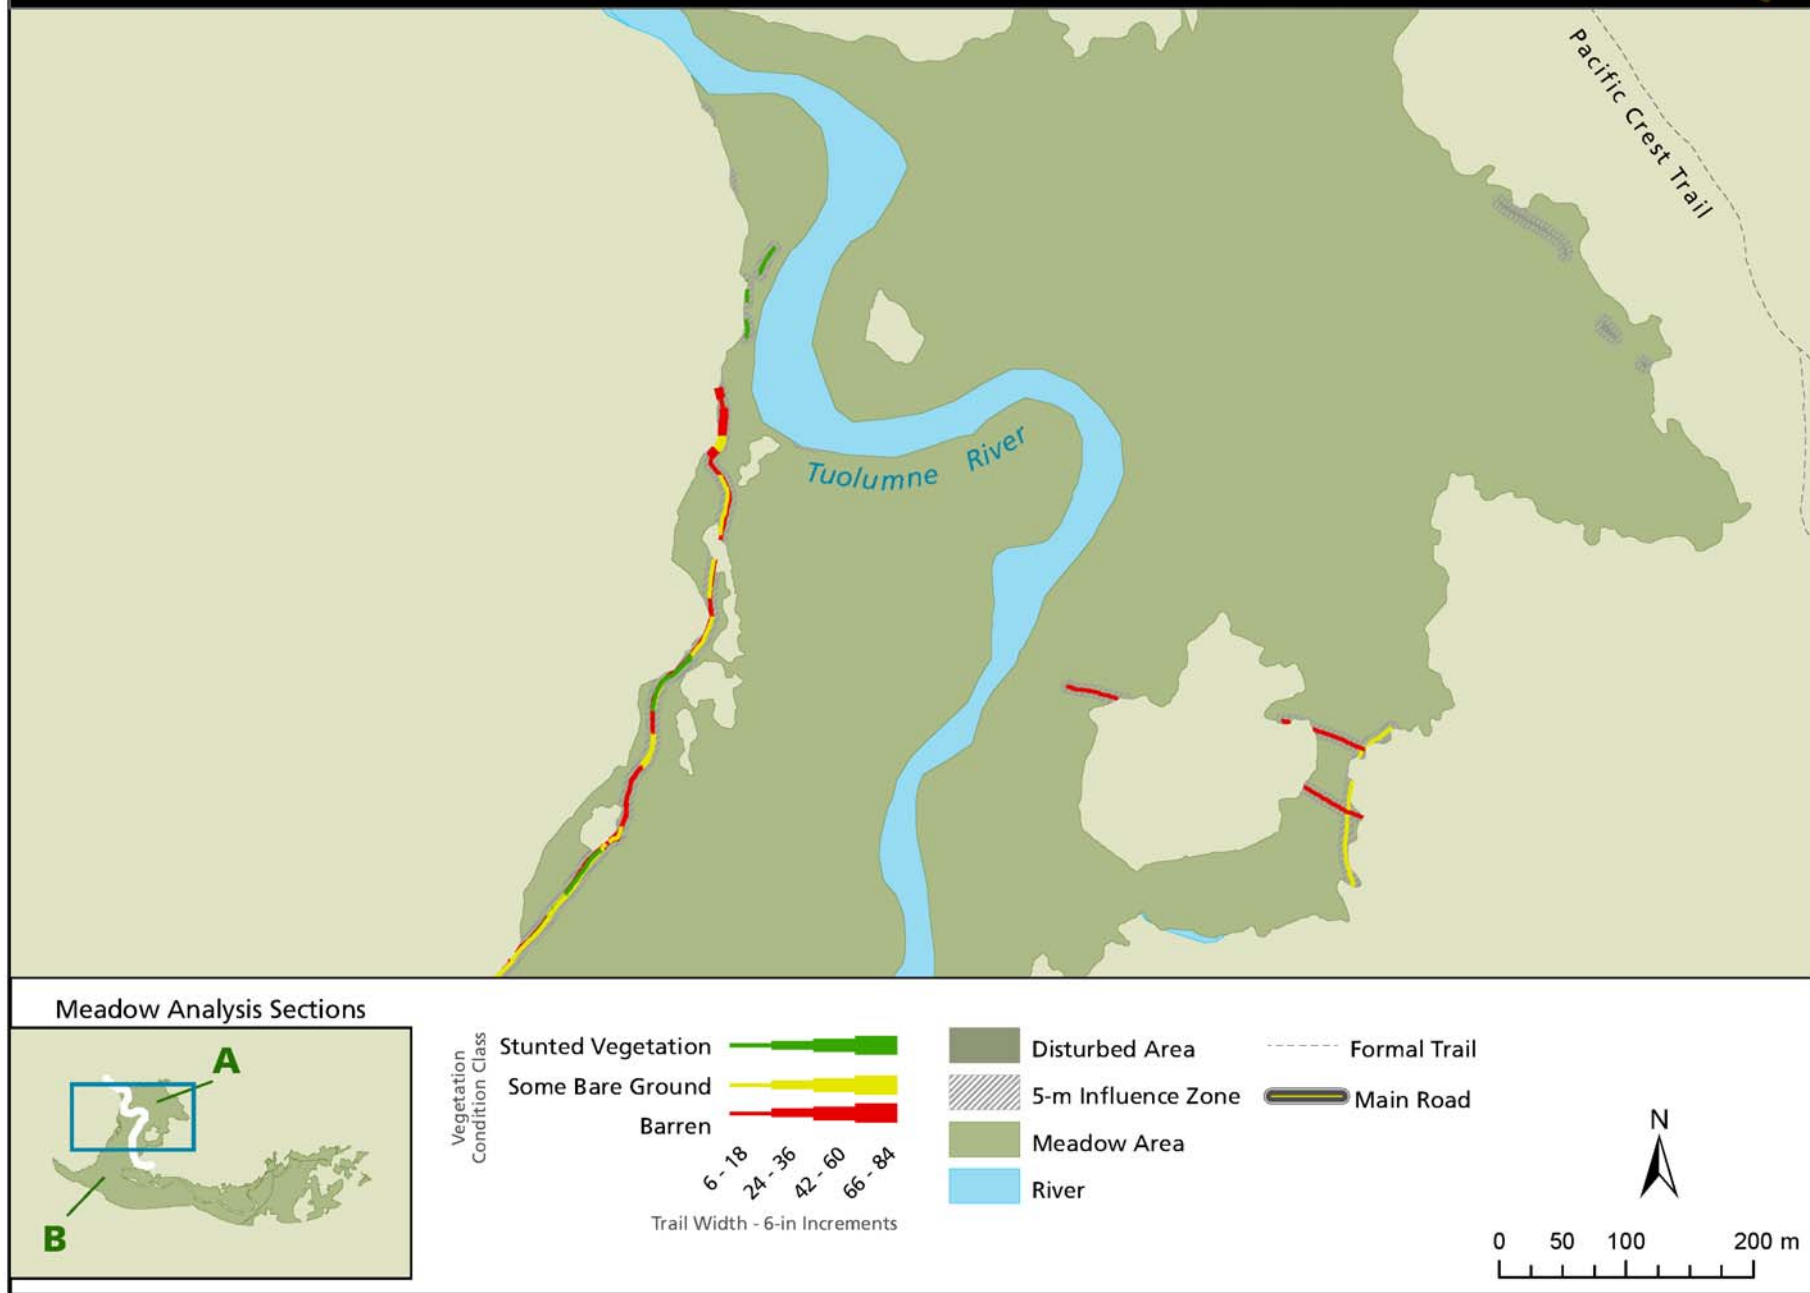 Pacific Crest Trail
Tuolumne River
Meadow Analysis Sections
A
B
Vegetation
Condition Class
Stunted Vegetation
Some Bare Ground
Barren
6 - 18
24 - 36
42 - 60
66 - 84
Trail Width - 6-in Increments
Disturbed Area
5-m Influence Zone
Meadow Area
River
Formal Trail
Main Road
N
0 50 100 200 m